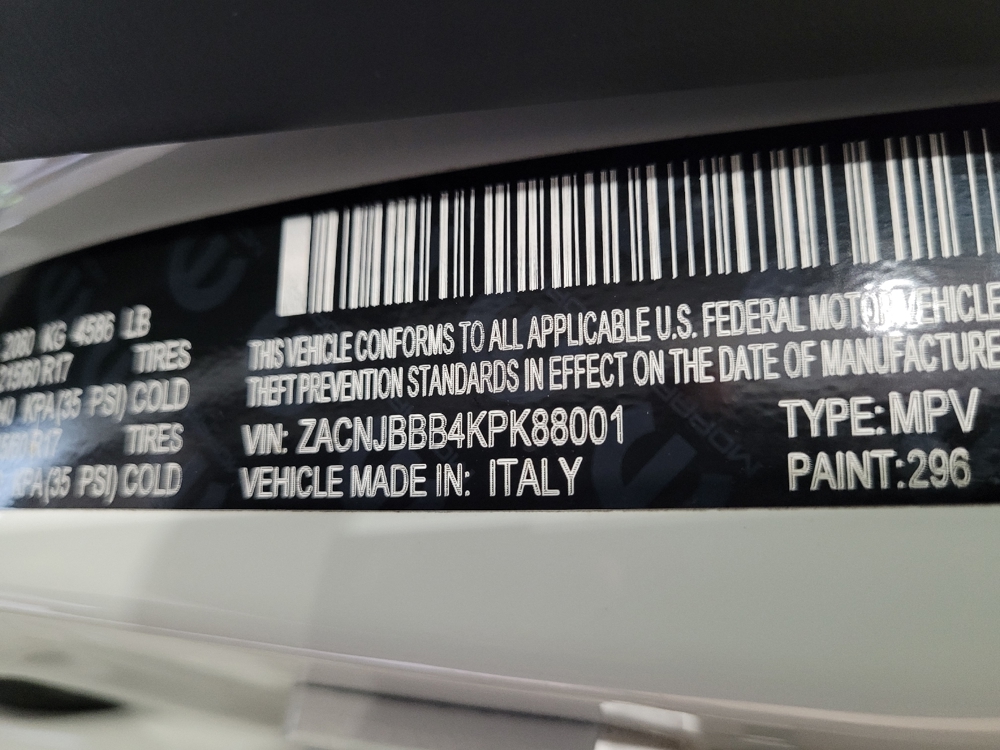 2080 KG 4586 LB
21560R17 TIRES
KPA(35 PSI) COLD
R17 TIRES
KPA(35 PSI) COLD
THIS VEHICLE CONFORMS TO ALL APPLICABLE U.S. FEDERAL MOTOR VEHICLE
THEFT PREVENTION STANDARDS IN EFFECT ON THE DATE OF MANUFACTURE
VIN: ZACNJBBB4KPK88001 TYPE: MPV
VEHICLE MADE IN: ITALY PAINT:296